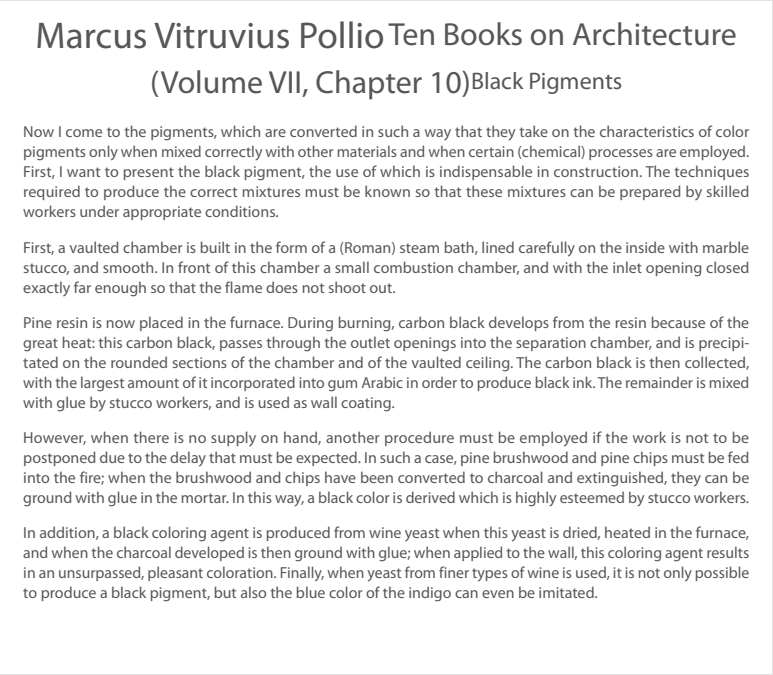 Marcus Vitruvius Pollio Ten Books on Architecture
(Volume VII, Chapter 10)Black Pigments
Now I come to the pigments, which are converted in such a way that they take on the characteristics of color
pigments only when mixed correctly with other materials and when certain (chemical) processes are employed.
First, I want to present the black pigment, the use of which is indispensable in construction. The techniques
required to produce the correct mixtures must be known so that these mixtures can be prepared by skilled
workers under appropriate conditions.
First, a vaulted chamber is built in the form of a (Roman) steam bath, lined carefully on the inside with marble
stucco, and smooth. In front of this chamber a small combustion chamber, and with the inlet opening closed
exactly far enough so that the flame does not shoot out.
Pine resin is now placed in the furnace. During burning, carbon black develops from the resin because of the
great heat: this carbon black, passes through the outlet openings into the separation chamber, and is precipi-
tated on the rounded sections of the chamber and of the vaulted ceiling. The carbon black is then collected,
with the largest amount of it incorporated into gum Arabic in order to produce black ink. The remainder is mixed
with glue by stucco workers, and is used as wall coating.
However, when there is no supply on hand, another procedure must be employed if the work is not to be
postponed due to the delay that must be expected. In such a case, pine brushwood and pine chips must be fed
into the fire; when the brushwood and chips have been converted to charcoal and extinguished, they can be
ground with glue in the mortar. In this way, a black color is derived which is highly esteemed by stucco workers.
In addition, a black coloring agent is produced from wine yeast when this yeast is dried, heated in the furnace,
and when the charcoal developed is then ground with glue; when applied to the wall, this coloring agent results
in an unsurpassed, pleasant coloration. Finally, when yeast from finer types of wine is used, it is not only possible
to produce a black pigment, but also the blue color of the indigo can even be imitated.